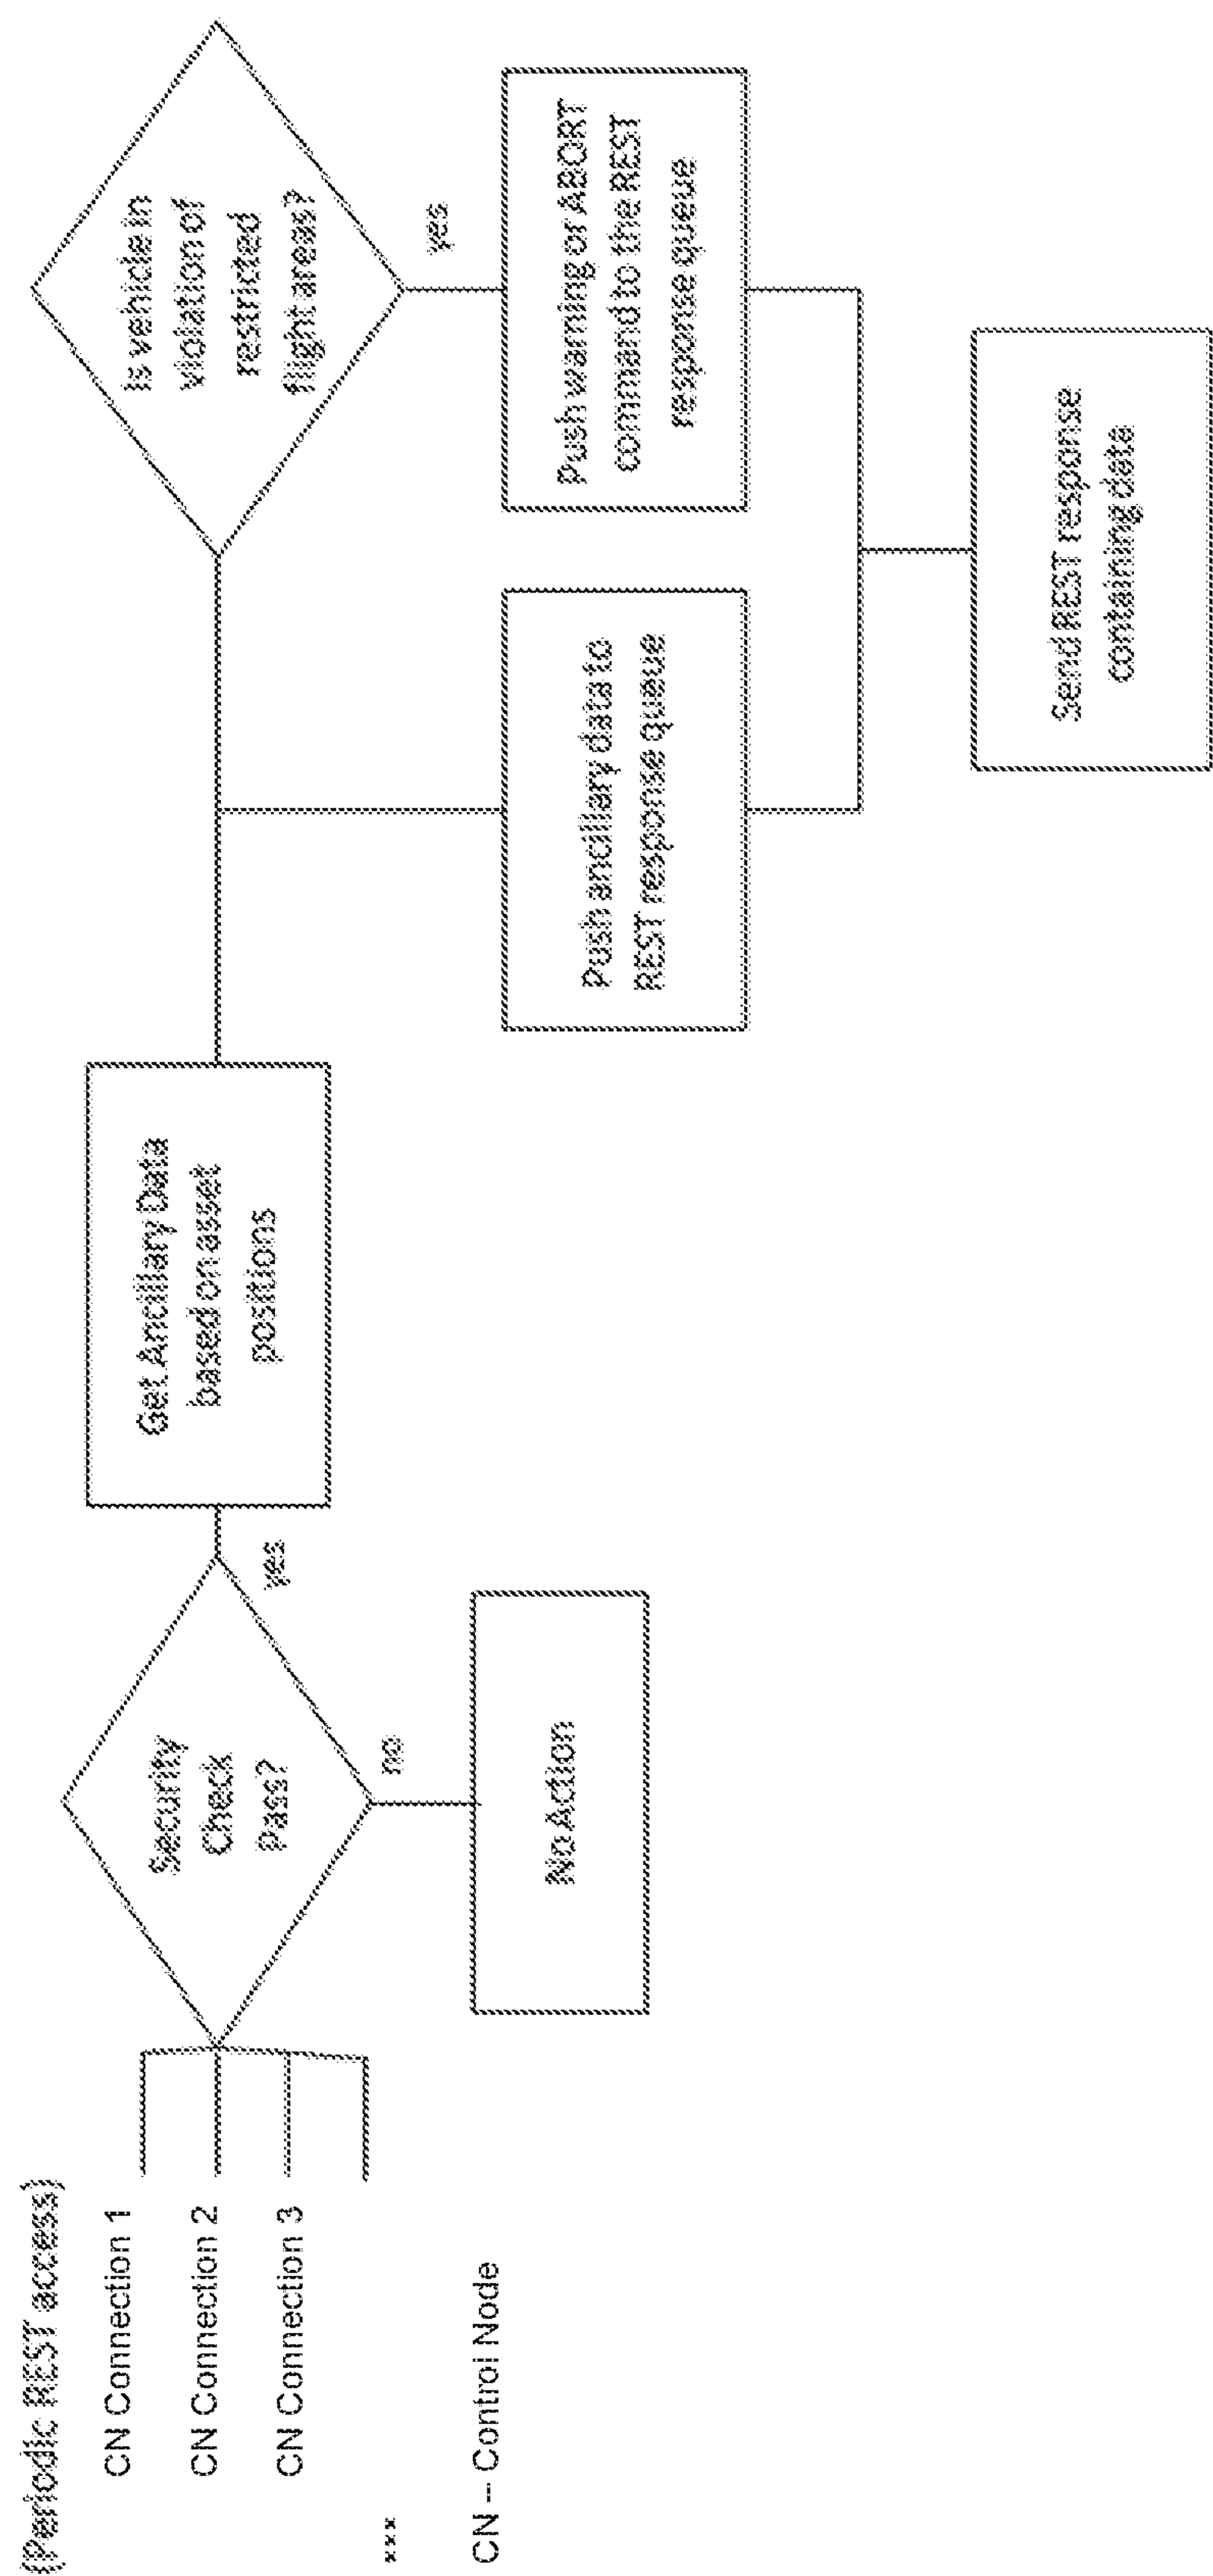 (Periodic REST access)
CN Connection 1
CN Connection 2
CN Connection 3
...
CN -- Control Node
Security
Check
Pass?
yes
no
No Action
Get Ancillary Data
based on asset
positions
Push ancillary data to
REST response queue
Is vehicle in
violation of
restricted
flight areas?
yes
Push warning or ABORT
command to the REST
response queue
Send REST response
containing data